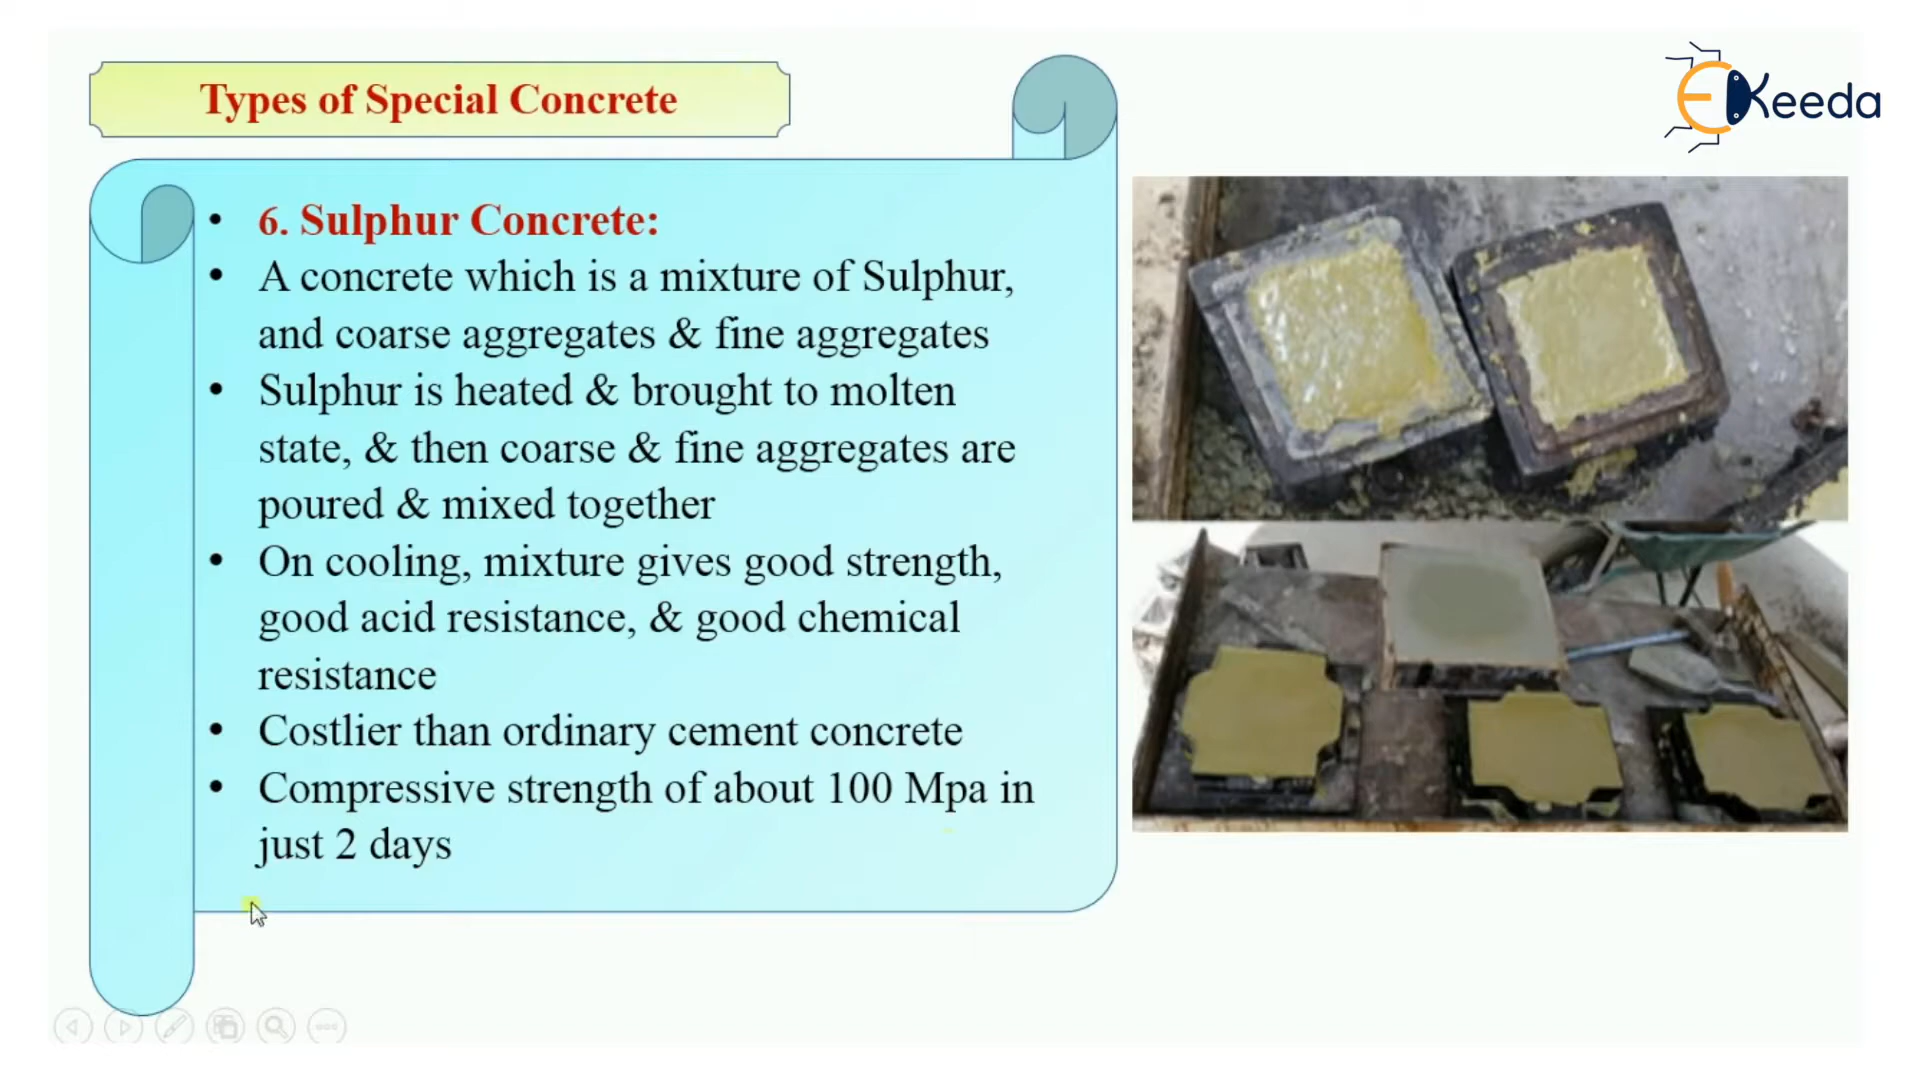 Types of Special Concrete
EKeeda
• 6. Sulphur Concrete:
• A concrete which is a mixture of Sulphur,
and coarse aggregates & fine aggregates
• Sulphur is heated & brought to molten
state, & then coarse & fine aggregates are
poured & mixed together
• On cooling, mixture gives good strength,
good acid resistance, & good chemical
resistance
• Costlier than ordinary cement concrete
• Compressive strength of about 100 Mpa in
just 2 days